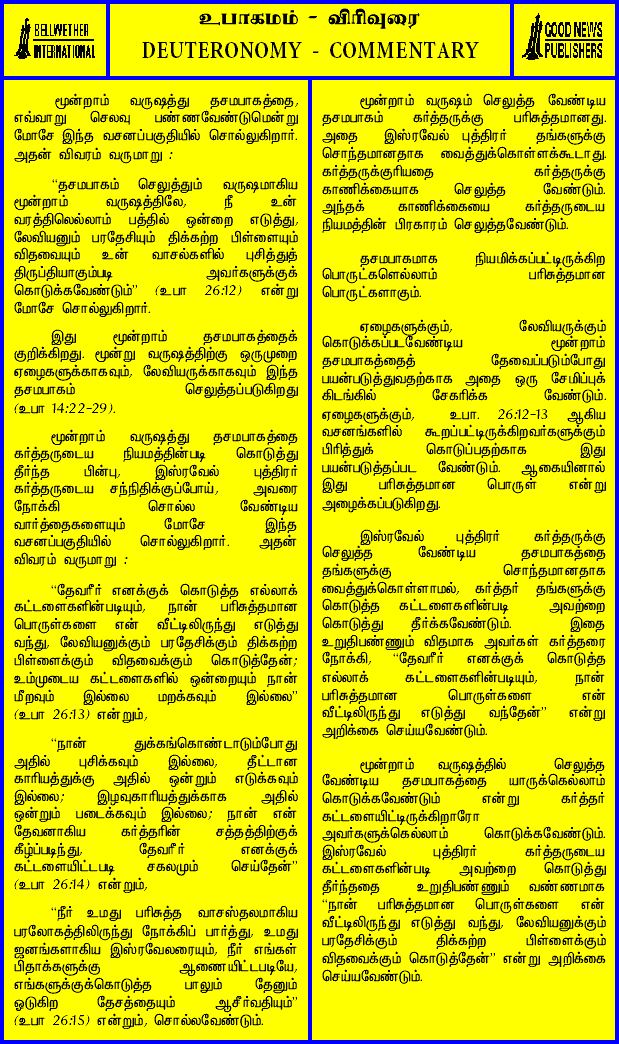 BELLWETHER
INTERNATIONAL
உபாகமம் - விரிவுரை
DEUTERONOMY - COMMENTARY
GOOD NEWS
PUBLISHERS
மூன்றாம் வருஷத்து தசமபாகத்தை,
எவ்வாறு செலவு பண்ணவேண்டுமென்று
மோசே இந்த வசனப்பகுதியில் சொல்லுகிறார்.
அதன் விவரம் வருமாறு :
“தசமபாகம் செலுத்தும் வருஷமாகிய
மூன்றாம் வருஷத்திலே, நீ உன்
வரத்திலெல்லாம் பத்தில் ஒன்றை எடுத்து,
லேவியனும் பரதேசியும் திக்கற்ற பிள்ளையும்
விதவையும் உன் வாசல்களில் புசித்துத்
திருப்தியாகும்படி அவர்களுக்குக்
கொடுக்கவேண்டும்” (உபா 26:12) என்று
மோசே சொல்லுகிறார்.
இது மூன்றாம் தசமபாகத்தைக்
குறிக்கிறது. மூன்று வருஷத்திற்கு ஒருமுறை
ஏழைகளுக்காகவும், லேவியருக்காகவும் இந்த
தசமபாகம் செலுத்தப்படுகிறது
(உபா 14:22-29).
மூன்றாம் வருஷத்து தசமபாகத்தை
கர்த்தருடைய நியமத்தின்படி கொடுத்து
தீர்ந்த பின்பு, இஸ்ரவேல் புத்திரர்
கர்த்தருடைய சந்நிதிக்குப்போய், அவரை
நோக்கி சொல்ல வேண்டிய
வார்த்தைகளையும் மோசே இந்த
வசனப்பகுதியில் சொல்லுகிறார். அதன்
விவரம் வருமாறு :
“தேவரீர் எனக்குக் கொடுத்த எல்லாக்
கட்டளைகளின்படியும், நான் பரிசுத்தமான
பொருள்களை என் வீட்டிலிருந்து எடுத்து
வந்து, லேவியனுக்கும் பரதேசிக்கும் திக்கற்ற
பிள்ளைக்கும் விதவைக்கும் கொடுத்தேன்;
உம்முடைய கட்டளைகளில் ஒன்றையும் நான்
மீறவும் இல்லை மறக்கவும் இல்லை”
(உபா 26:13) என்றும்,
“நான் துக்கங்கொண்டாடும்போது
அதில் புசிக்கவும் இல்லை, தீட்டான
காரியத்துக்கு அதில் ஒன்றும் எடுக்கவும்
இல்லை; இழவுகாரியத்துக்காக அதில்
ஒன்றும் படைக்கவும் இல்லை; நான் என்
தேவனாகிய கர்த்தரின் சத்தத்திற்குக்
கீழ்ப்படிந்து, தேவரீர் எனக்குக்
கட்டளையிட்டபடி சகலமும் செய்தேன்”
(உபா 26:14) என்றும்,
“நீர் உமது பரிசுத்த வாசஸ்தலமாகிய
பரலோகத்திலிருந்து நோக்கிப் பார்த்து, உமது
ஜனங்களாகிய இஸ்ரவேலரையும், நீர் எங்கள்
பிதாக்களுக்கு ஆணையிட்டபடியே,
எங்களுக்குக்கொடுத்த பாலும் தேனும்
ஓடுகிற தேசத்தையும் ஆசீர்வதியும்”
(உபா 26:15) என்றும், சொல்லவேண்டும்.
மூன்றாம் வருஷம் செலுத்த வேண்டிய
தசமபாகம் கர்த்தருக்கு பரிசுத்தமானது.
அதை இஸ்ரவேல் புத்திரர் தங்களுக்கு
சொந்தமானதாக வைத்துக்கொள்ளக்கூடாது.
கர்த்தருக்குரியதை கர்த்தருக்கு
காணிக்கையாக செலுத்த வேண்டும்.
அந்தக் காணிக்கையை கர்த்தருடைய
நியமத்தின் பிரகாரம் செலுத்தவேண்டும்.
தசமபாகமாக நியமிக்கப்பட்டிருக்கிற
பொருட்களெல்லாம் பரிசுத்தமான
பொருட்களாகும்.
ஏழைகளுக்கும், லேவியருக்கும்
கொடுக்கப்படவேண்டிய மூன்றாம்
தசமபாகத்தைத் தேவைப்படும்போது
பயன்படுத்துவதற்காக அதை ஒரு சேமிப்புக்
கிடங்கில் சேகரிக்க வேண்டும்.
ஏழைகளுக்கும், உபா. 26:12-13 ஆகிய
வசனங்களில் கூறப்பட்டிருக்கிறவர்களுக்கும்
பிரித்துக் கொடுப்பதற்காக இது
பயன்படுத்தப்பட வேண்டும். ஆகையினால்
இது பரிசுத்தமான பொருள் என்று
அழைக்கப்படுகிறது.
இஸ்ரவேல் புத்திரர் கர்த்தருக்கு
செலுத்த வேண்டிய தசமபாகத்தை
தங்களுக்கு சொந்தமானதாக
வைத்துக்கொள்ளாமல், கர்த்தர் தங்களுக்கு
கொடுத்த கட்டளைகளின்படி அவற்றை
கொடுத்து தீர்க்கவேண்டும். இதை
உறுதிபண்ணும் விதமாக அவர்கள் கர்த்தரை
நோக்கி, “தேவரீர் எனக்குக் கொடுத்த
எல்லாக் கட்டளைகளின்படியும், நான்
பரிசுத்தமான பொருள்களை என்
வீட்டிலிருந்து எடுத்து வந்தேன்” என்று
அறிக்கை செய்யவேண்டும்.
மூன்றாம் வருஷத்தில் செலுத்த
வேண்டிய தசமபாகத்தை யாருக்கெல்லாம்
கொடுக்கவேண்டும் என்று கர்த்தர்
கட்டளையிட்டிருக்கிறாரோ
அவர்களுக்கெல்லாம் கொடுக்கவேண்டும்.
இஸ்ரவேல் புத்திரர் கர்த்தருடைய
கட்டளைகளின்படி அவற்றை கொடுத்து
தீர்ந்ததை உறுதிபண்ணும் வண்ணமாக
“நான் பரிசுத்தமான பொருள்களை என்
வீட்டிலிருந்து எடுத்து வந்து, லேவியனுக்கும்
பரதேசிக்கும் திக்கற்ற பிள்ளைக்கும்
விதவைக்கும் கொடுத்தேன்” என்று அறிக்கை
செய்யவேண்டும்.